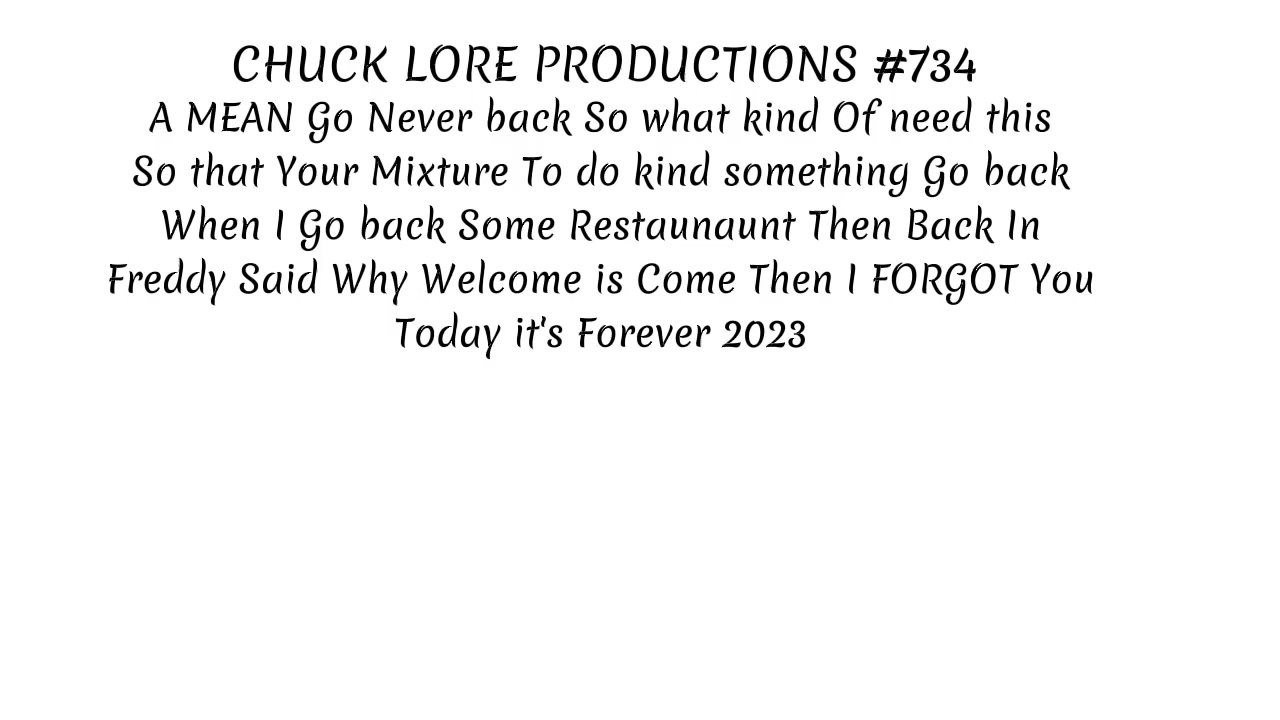 CHUCK LORE PRODUCTIONS #734
A MEAN Go Never back So what kind Of need this
So that Your Mixture To do kind something Go back
When I Go back Some Restaunaunt Then Back In
Freddy Said Why Welcome is Come Then I FORGOT You
Today it's Forever 2023